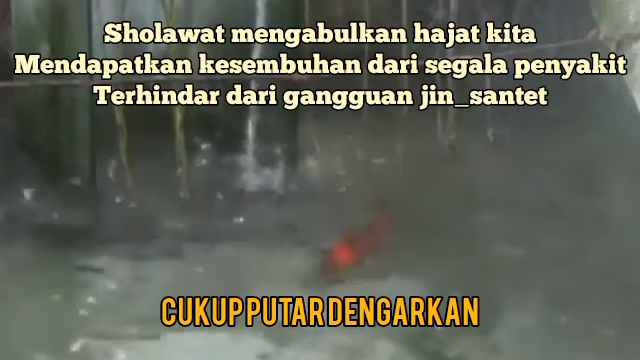 Sholawat mengabulkan hajat kita
Mendapatkan kesembuhan dari segala penyakit
Terhindar dari gangguan jin_santet
CUKUP PUTAR DENGARKAN